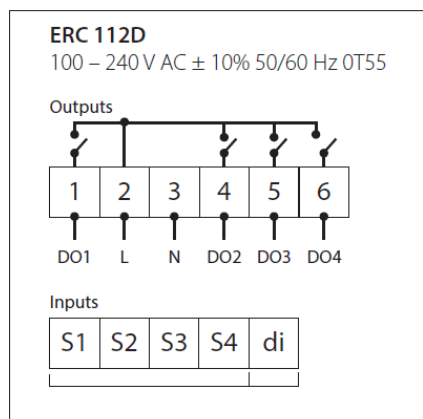 ERC 112D
100 – 240 V AC ± 10% 50/60 Hz 0T55
Outputs
1 2 3 4 5 6
DO1 L N DO2 DO3 DO4
Inputs
S1 S2 S3 S4 di